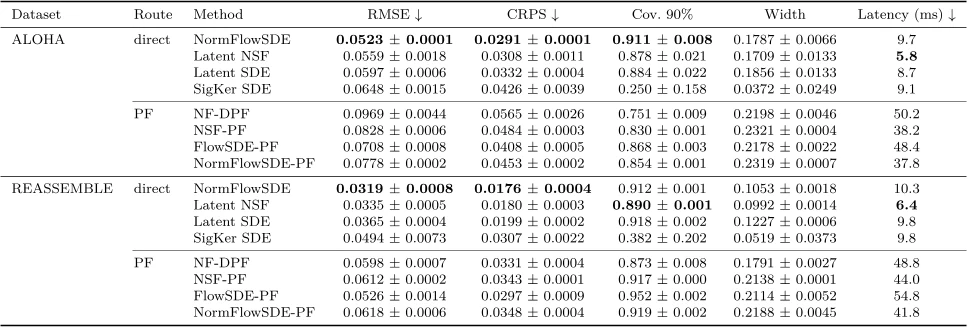 Dataset Route Method RMSE ↓ CRPS ↓ Cov. 90% Width Latency (ms) ↓
ALOHA direct NormFlowSDE 0.0523 ± 0.0001 0.0291 ± 0.0001 0.911 ± 0.008 0.1787 ± 0.0066 9.7
Latent NSF 0.0559 ± 0.0018 0.0308 ± 0.0011 0.878 ± 0.021 0.1709 ± 0.0133 5.8
Latent SDE 0.0597 ± 0.0006 0.0332 ± 0.0004 0.884 ± 0.022 0.1856 ± 0.0133 8.7
SigKer SDE 0.0648 ± 0.0015 0.0426 ± 0.0039 0.250 ± 0.158 0.0372 ± 0.0249 9.1
PF NF-DPF 0.0969 ± 0.0044 0.0565 ± 0.0026 0.751 ± 0.009 0.2198 ± 0.0046 50.2
NSF-PF 0.0828 ± 0.0006 0.0484 ± 0.0003 0.830 ± 0.001 0.2321 ± 0.0004 38.2
FlowSDE-PF 0.0708 ± 0.0008 0.0408 ± 0.0005 0.868 ± 0.003 0.2178 ± 0.0022 48.4
NormFlowSDE-PF 0.0778 ± 0.0002 0.0453 ± 0.0002 0.854 ± 0.001 0.2319 ± 0.0007 37.8
REASSEMBLE direct NormFlowSDE 0.0319 ± 0.0008 0.0176 ± 0.0004 0.912 ± 0.001 0.1053 ± 0.0018 10.3
Latent NSF 0.0335 ± 0.0005 0.0180 ± 0.0003 0.890 ± 0.001 0.0992 ± 0.0014 6.4
Latent SDE 0.0365 ± 0.0004 0.0199 ± 0.0002 0.918 ± 0.002 0.1227 ± 0.0006 9.8
SigKer SDE 0.0494 ± 0.0073 0.0307 ± 0.0022 0.382 ± 0.202 0.0519 ± 0.0373 9.8
PF NF-DPF 0.0598 ± 0.0007 0.0331 ± 0.0004 0.873 ± 0.008 0.1791 ± 0.0027 48.8
NSF-PF 0.0612 ± 0.0002 0.0343 ± 0.0001 0.917 ± 0.002 0.2138 ± 0.0001 44.0
FlowSDE-PF 0.0526 ± 0.0014 0.0297 ± 0.0009 0.952 ± 0.002 0.2114 ± 0.0052 54.8
NormFlowSDE-PF 0.0618 ± 0.0006 0.0348 ± 0.0004 0.919 ± 0.002 0.2188 ± 0.0045 41.8